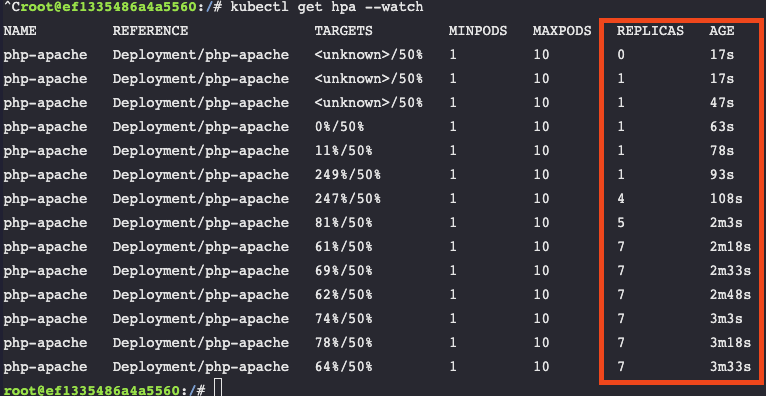 ^Croot@ef1335486a4a5560:/# kubectl get hpa --watch
NAME REFERENCE TARGETS MINPODS MAXPODS REPLICAS AGE
php-apache Deployment/php-apache <unknown>/50% 1 10 0 17s
php-apache Deployment/php-apache <unknown>/50% 1 10 1 17s
php-apache Deployment/php-apache <unknown>/50% 1 10 1 47s
php-apache Deployment/php-apache 0%/50% 1 10 1 63s
php-apache Deployment/php-apache 11%/50% 1 10 1 78s
php-apache Deployment/php-apache 249%/50% 1 10 1 93s
php-apache Deployment/php-apache 247%/50% 1 10 4 108s
php-apache Deployment/php-apache 81%/50% 1 10 5 2m3s
php-apache Deployment/php-apache 61%/50% 1 10 7 2m18s
php-apache Deployment/php-apache 69%/50% 1 10 7 2m33s
php-apache Deployment/php-apache 62%/50% 1 10 7 2m48s
php-apache Deployment/php-apache 74%/50% 1 10 7 3m3s
php-apache Deployment/php-apache 78%/50% 1 10 7 3m18s
php-apache Deployment/php-apache 64%/50% 1 10 7 3m33s
root@ef1335486a4a5560:/#